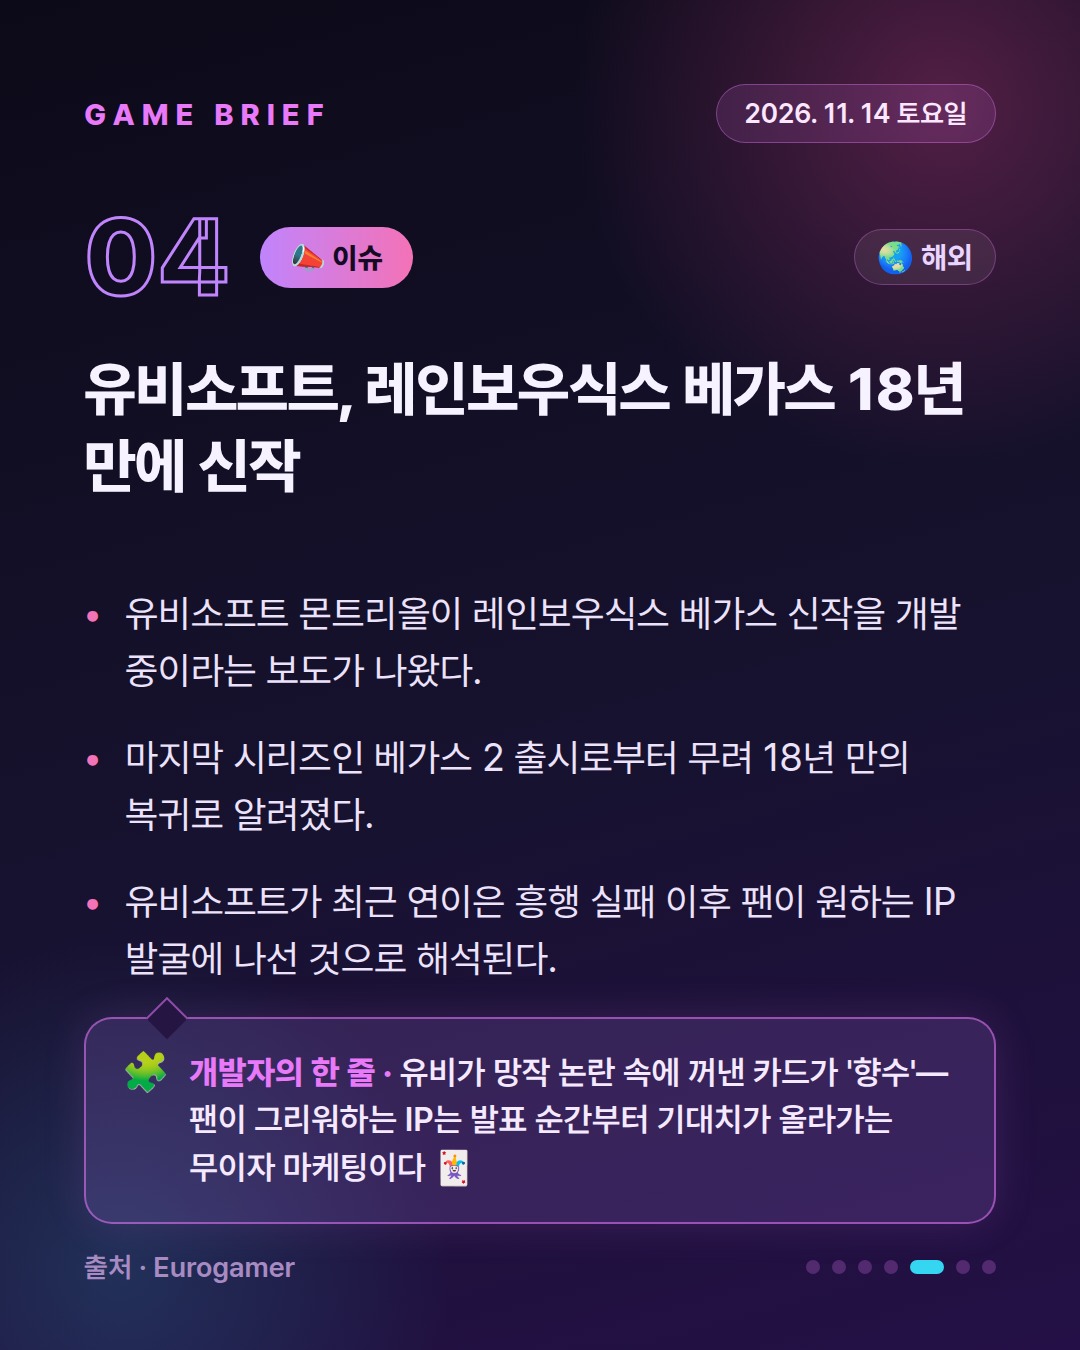 GAME BRIEF
2026. 11. 14 토요일
04
📣 이슈
🌏 해외
유비소프트, 레인보우식스 베가스 18년
만에 신작
• 유비소프트 몬트리올이 레인보우식스 베가스 신작을 개발
중이라는 보도가 나왔다.
• 마지막 시리즈인 베가스 2 출시로부터 무려 18년 만의
복귀로 알려졌다.
• 유비소프트가 최근 연이은 흥행 실패 이후 팬이 원하는 IP
발굴에 나선 것으로 해석된다.
🧩 개발자의 한 줄 · 유비가 망작 논란 속에 꺼낸 카드가 '향수'—
팬이 그리워하는 IP는 발표 순간부터 기대치가 올라가는
무이자 마케팅이다 🃏
출처 · Eurogamer